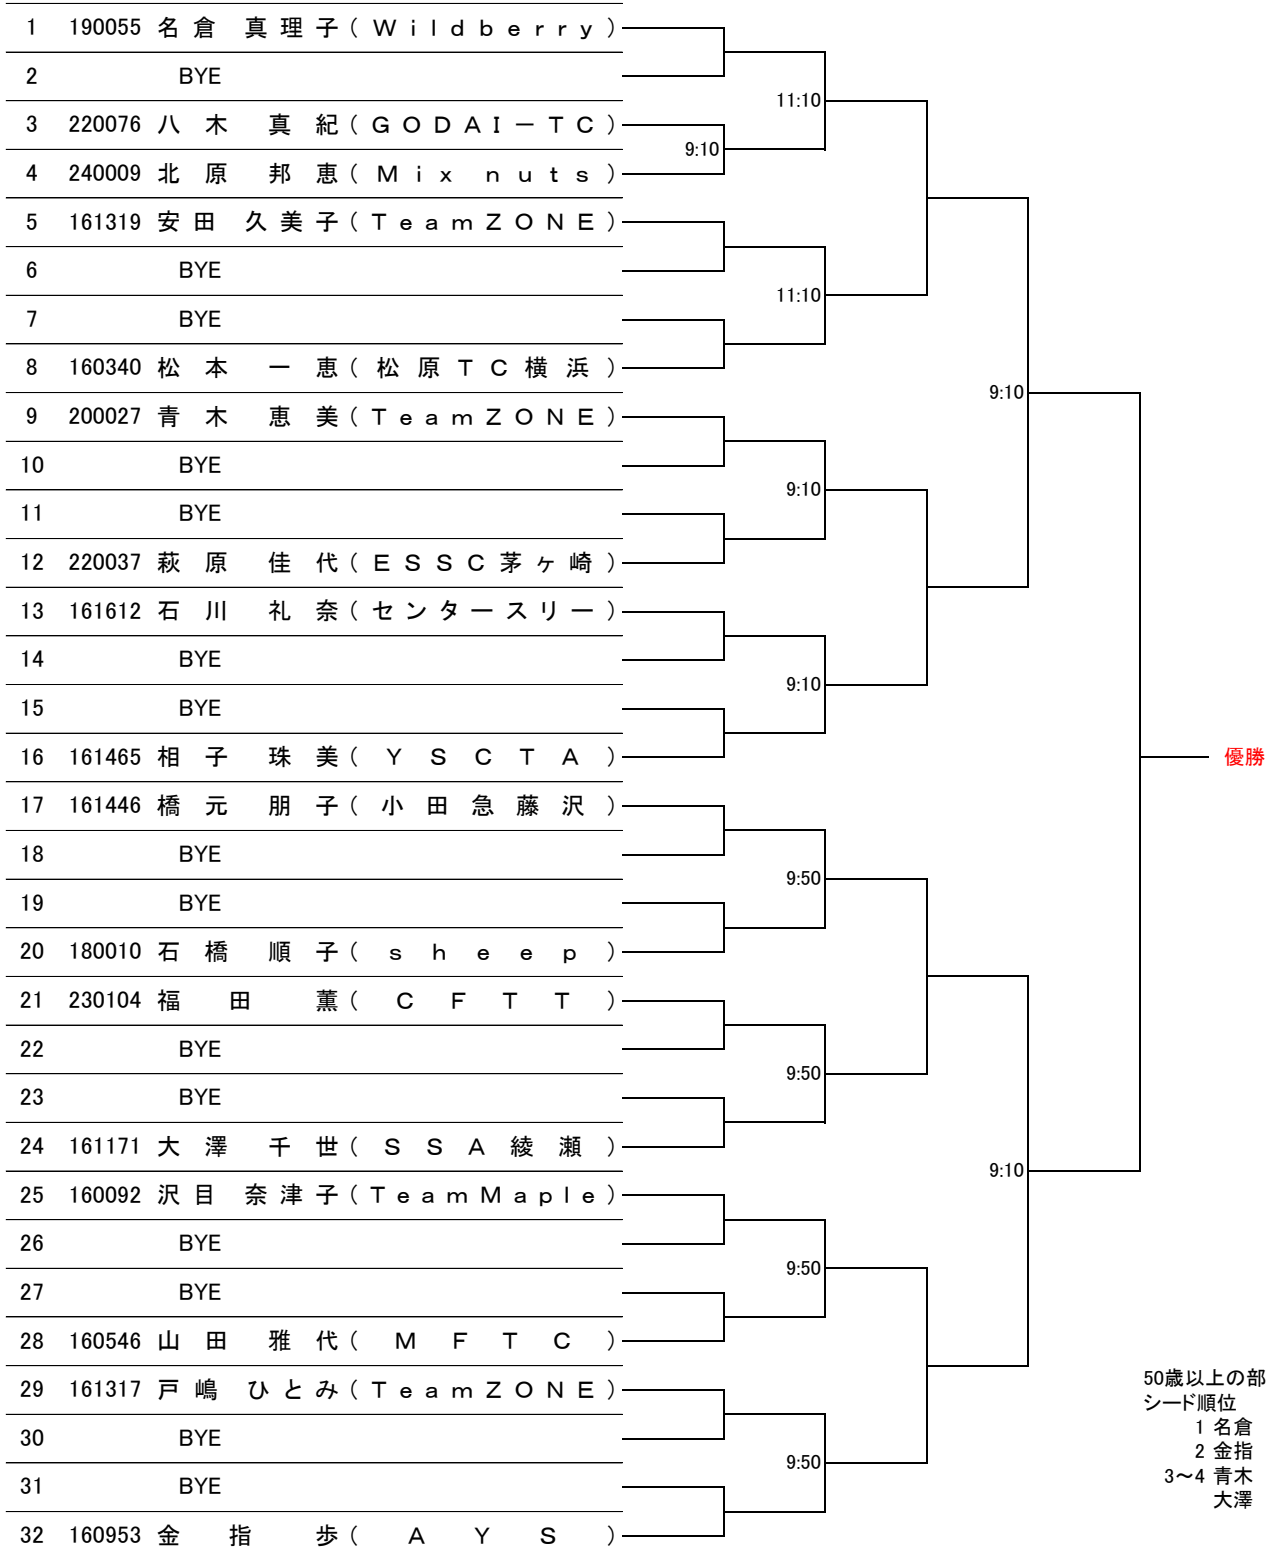 1 190055 名倉 真理子(Wildberry)
2 BYE
11:10
3 220076 八木 真紀(GODAI－TC)
9:10
4 240009 北原 邦恵(Mix nuts)
5 161319 安田 久美子(TeamZONE)
6 BYE
11:10
7 BYE
8 160340 松本 一恵(松原TC横浜)
9:10
9 200027 青木 恵美(TeamZONE)
10 BYE
9:10
11 BYE
12 220037 萩原 佳代(ESSC茅ヶ崎)
13 161612 石川 礼奈(センタースリー)
14 BYE
9:10
15 BYE
16 161465 相子 珠美(YSCTA)
優勝
17 161446 橋元 朋子(小田急藤沢)
18 BYE
9:50
19 BYE
20 180010 石橋 順子(sheep)
21 230104 福田 薫(CFTT)
22 BYE
9:50
23 BYE
24 161171 大澤 千世(SSA綾瀬)
9:10
25 160092 沢目 奈津子(TeamMaple)
26 BYE
9:50
27 BYE
28 160546 山田 雅代(MFTC)
29 161317 戸嶋 ひとみ(TeamZONE)
30 BYE
9:50
31 BYE
32 160953 金指 歩(AYS)
50歳以上の部
シード順位
1 名倉
2 金指
3～4 青木
大澤